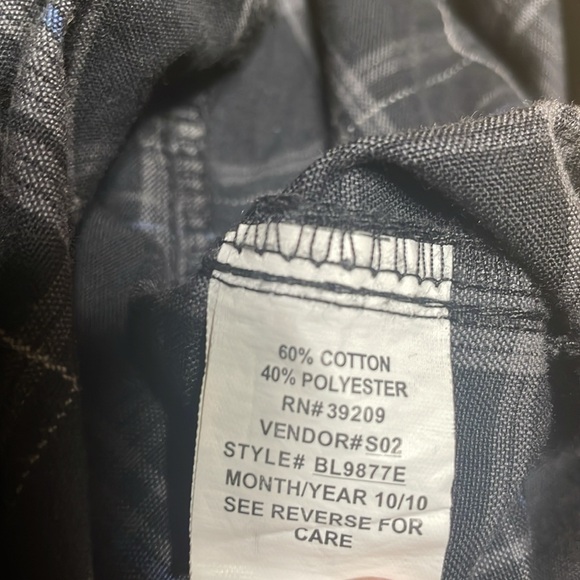 60% COTTON
40% POLYESTER
RN#39209
VENDOR#S02
STYLE# BL9877E
MONTH/YEAR 10/10
SEE REVERSE FOR
CARE